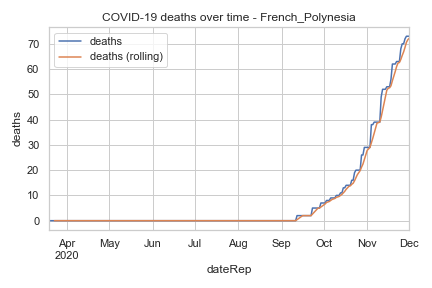 COVID-19 deaths over time - French_Polynesia
deaths
deaths (rolling)
deaths
70
60
50
40
30
20
10
0
Apr May Jun Jul Aug Sep Oct Nov Dec
2020
dateRep